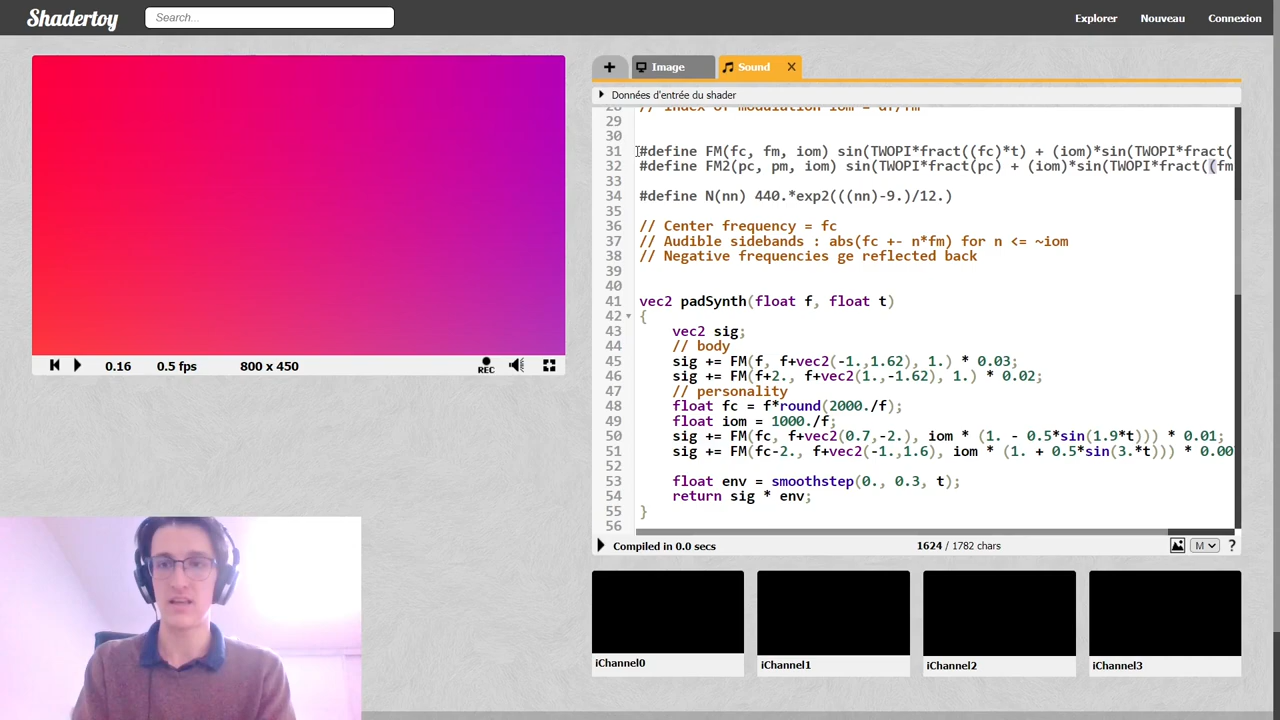 Shadertoy
Search...
Explorer
Nouveau
Connexion
Image
Sound
Données d'entrée du shader
28 // Index of modulation iom = df/fm
29
30
31 #define FM(fc, fm, iom) sin(TWOPI*fract((fc)*t) + (iom)*sin(TWOPI*fract(
32 #define FM2(pc, pm, iom) sin(TWOPI*fract(pc) + (iom)*sin(TWOPI*fract((fm
33
34 #define N(nn) 440.*exp2(((nn)-9.)/12.)
35
36 // Center frequency = fc
37 // Audible sidebands : abs(fc +- n*fm) for n <= ~iom
38 // Negative frequencies ge reflected back
39
40
41 vec2 padSynth(float f, float t)
42 {
43 vec2 sig;
44 // body
45 sig += FM(f, f+vec2(-1.,1.62), 1.) * 0.03;
46 sig += FM(f+2., f+vec2(1.,-1.62), 1.) * 0.02;
47 // personality
48 float fc = f*round(2000./f);
49 float iom = 1000./f;
50 sig += FM(fc, f+vec2(0.7,-2.), iom * (1. - 0.5*sin(1.9*t))) * 0.01;
51 sig += FM(fc-2., f+vec2(-1.,1.6), iom * (1. + 0.5*sin(3.*t))) * 0.00
52
53 float env = smoothstep(0., 0.3, t);
54 return sig * env;
55 }
56
0.16
0.5 fps
800 x 450
REC
Compiled in 0.0 secs
1624 / 1782 chars
M
?
iChannel0
iChannel1
iChannel2
iChannel3